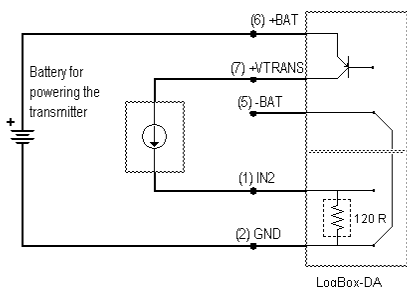 (6) +BAT
Battery for
powering the
transmitter
(7) +VTRANS
(5) -BAT
+
(1) IN2
120 R
(2) GND
LogBox-DA